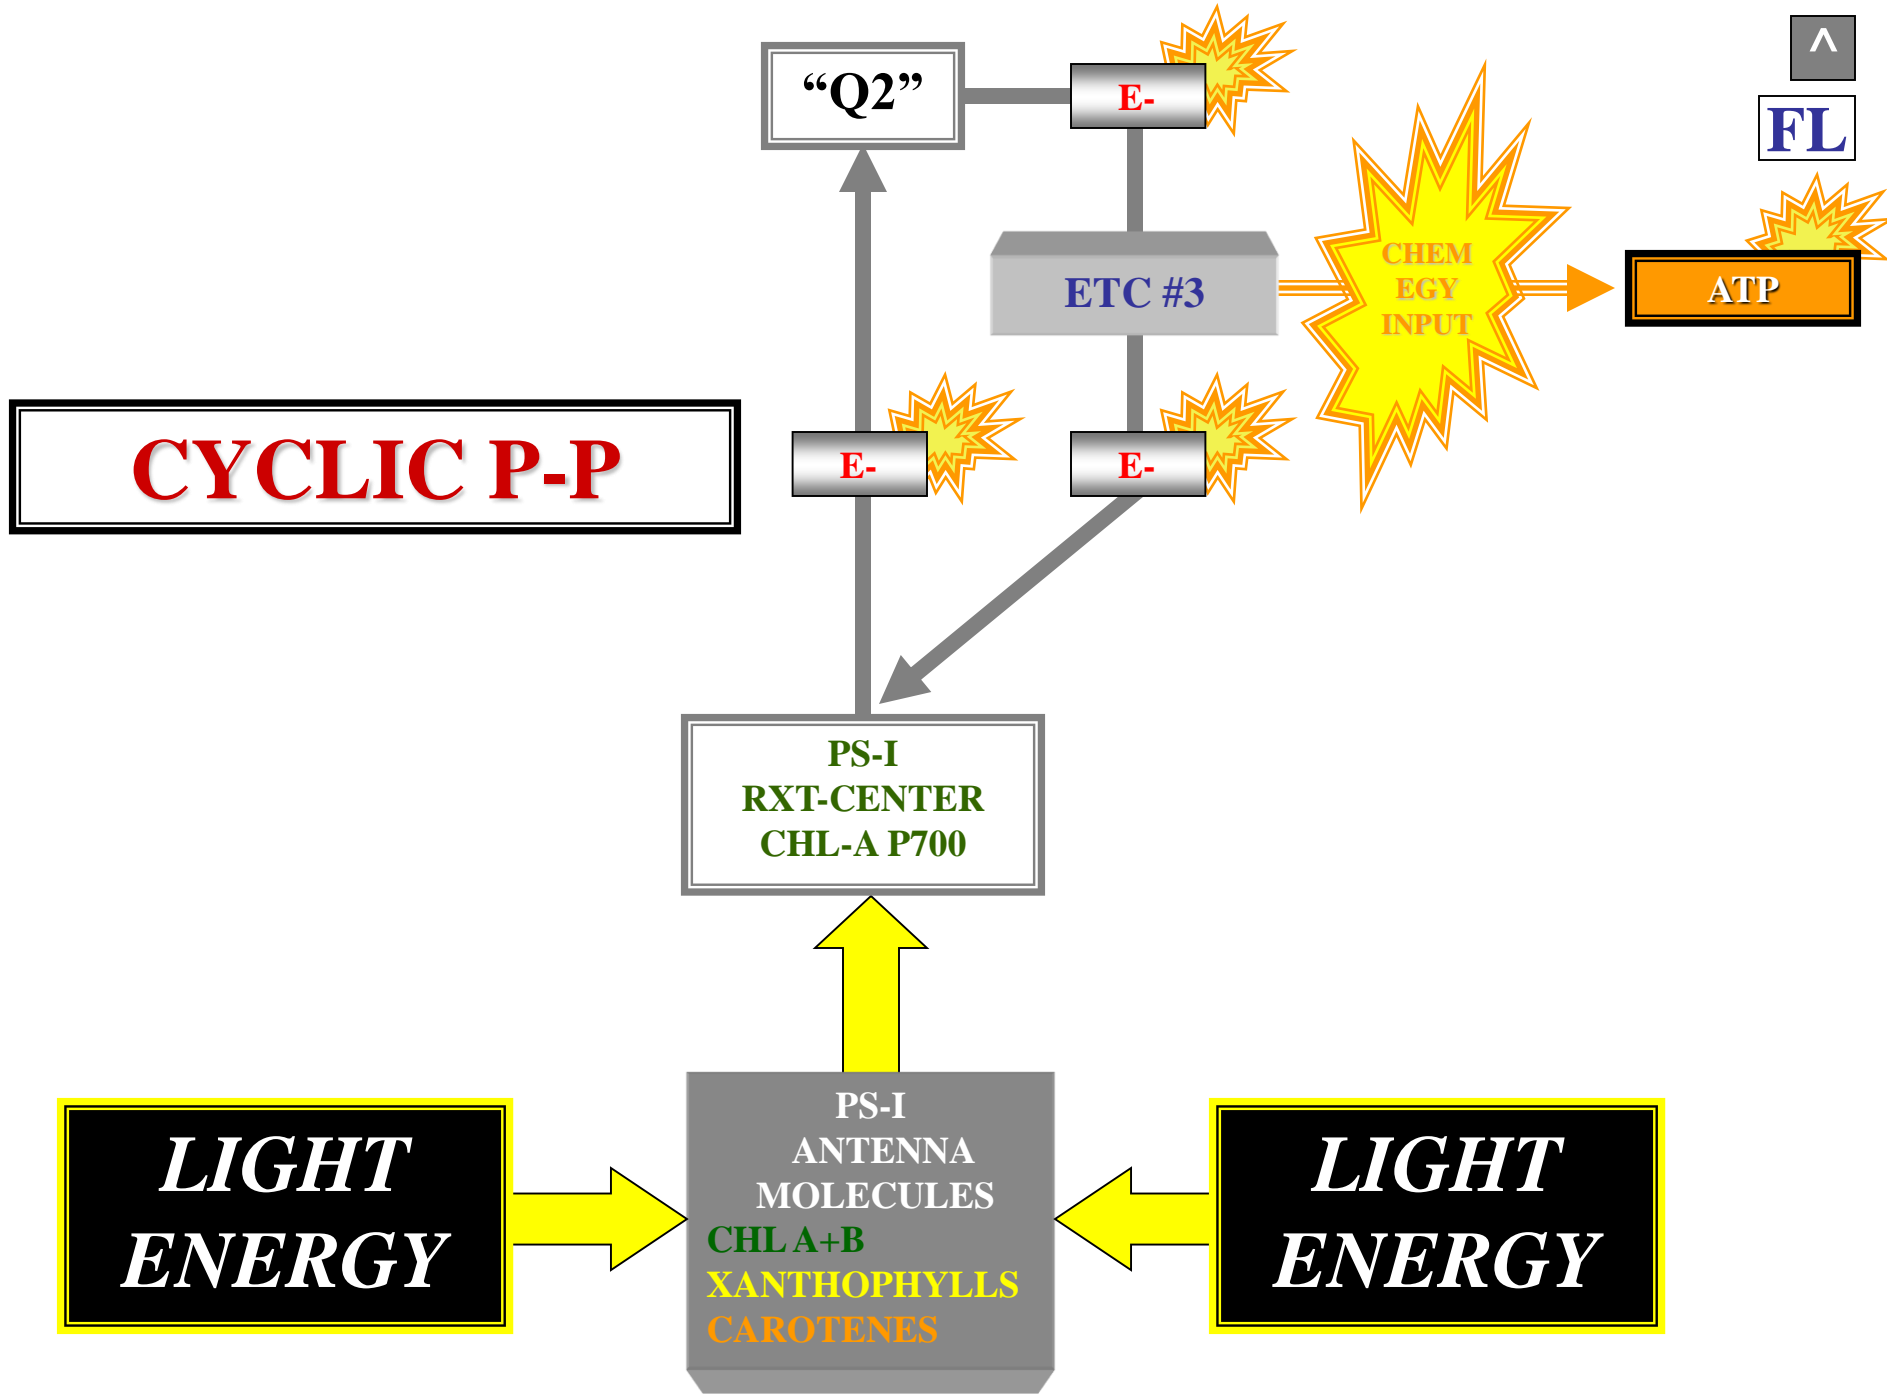 “Q2”
E-
^
FL
ETC #3
CHEM
EGY
INPUT
ATP
CYCLIC P-P
E-
E-
PS-I
RXT-CENTER
CHL-A P700
LIGHT
ENERGY
PS-I
ANTENNA
MOLECULES
CHL A+B
XANTHOPHYLLS
CAROTENES
LIGHT
ENERGY